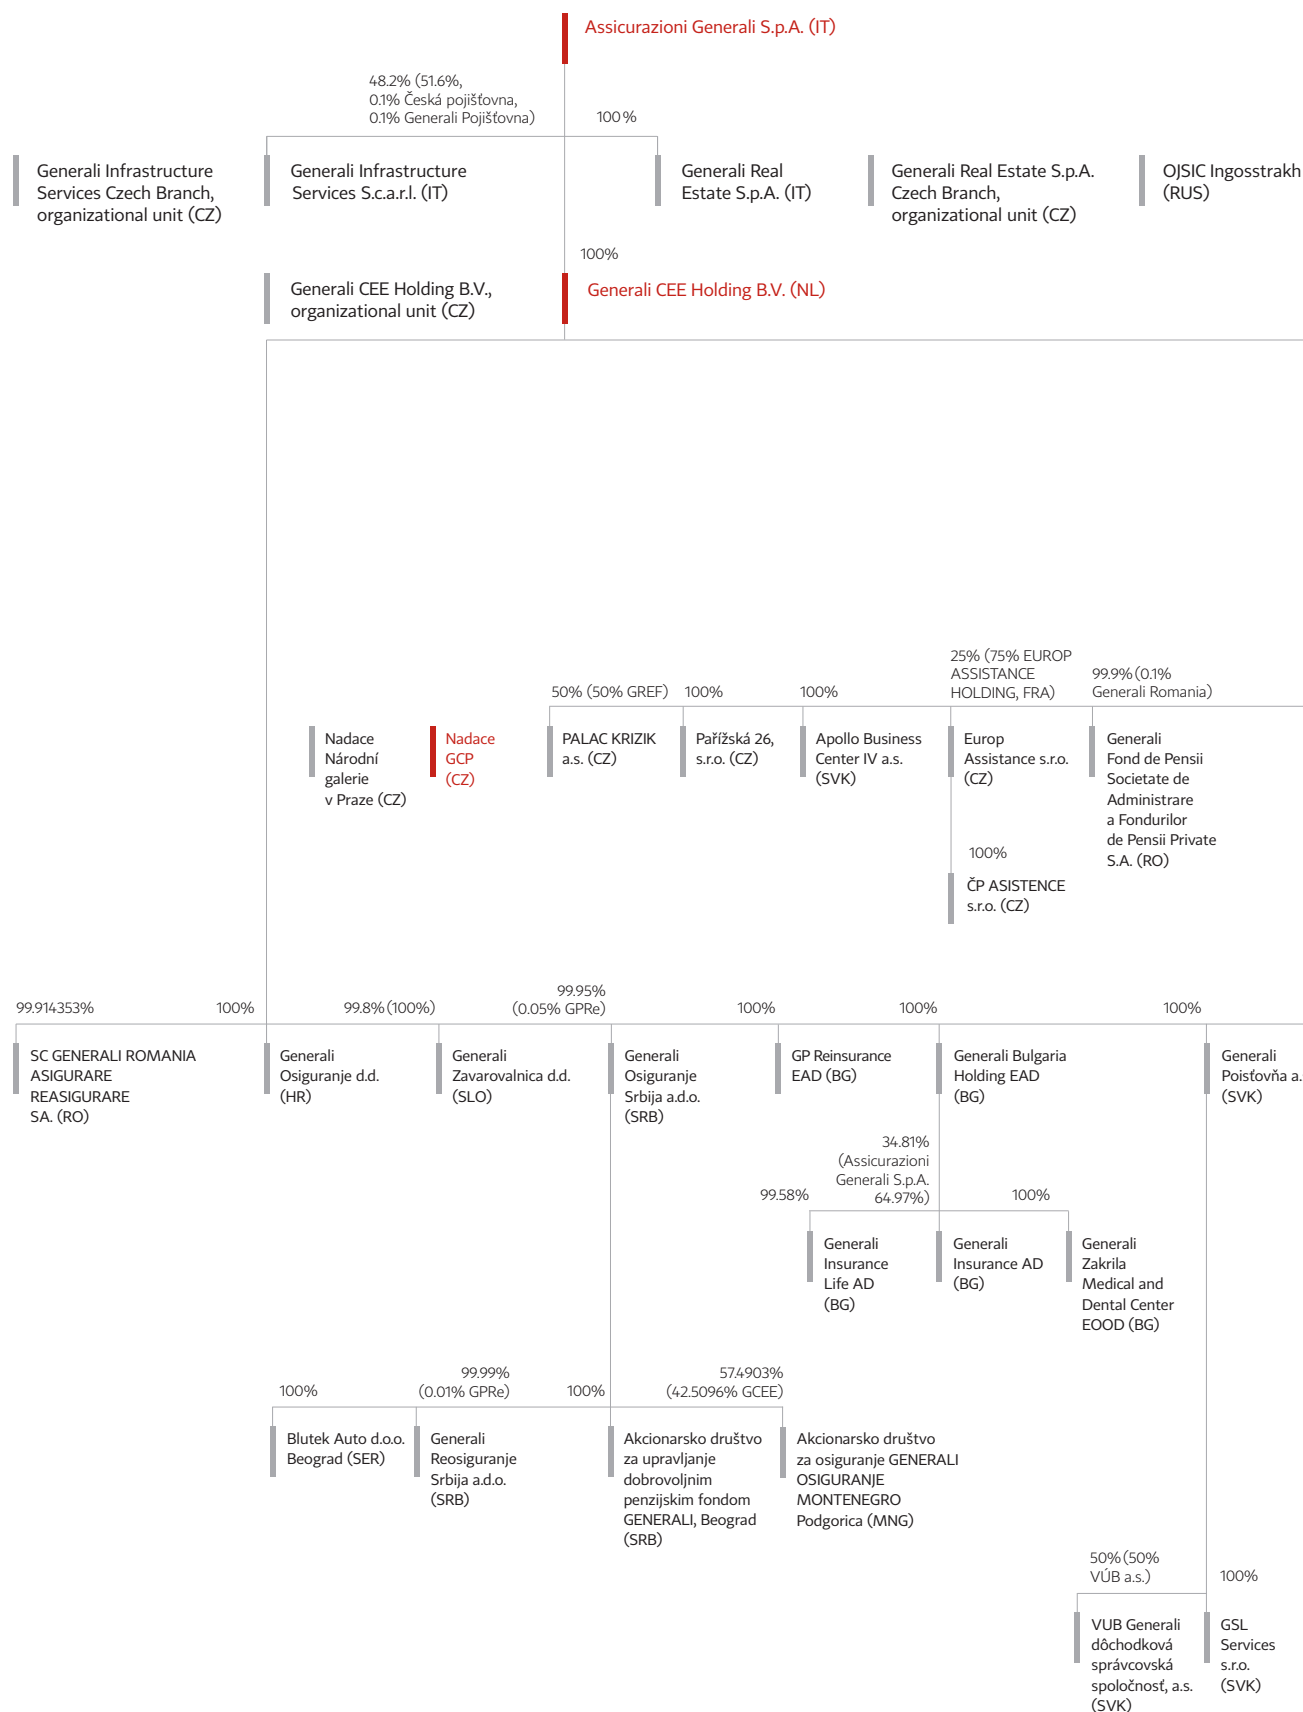 Assicurazioni Generali S.p.A. (IT)
48.2% (51.6%,
0.1% Česká pojišťovna,
0.1% Generali Pojišťovna)
100 %
Generali Infrastructure
Services Czech Branch,
organizational unit (CZ)
Generali Infrastructure
Services S.c.a.r.l. (IT)
Generali Real
Estate S.p.A. (IT)
Generali Real Estate S.p.A.
Czech Branch,
organizational unit (CZ)
OJSIC Ingosstrakh
(RUS)
100%
Generali CEE Holding B.V.,
organizational unit (CZ)
Generali CEE Holding B.V. (NL)
50% (50% GREF)
100%
100%
25% (75% EUROP
ASSISTANCE
HOLDING, FRA)
99.9% (0.1%
Generali Romania)
Nadace
Národní
galerie
v Praze (CZ)
Nadace
GCP
(CZ)
PALAC KRIZIK
a.s. (CZ)
Pařížská 26,
s.r.o. (CZ)
Apollo Business
Center IV a.s.
(SVK)
Europ
Assistance s.r.o.
(CZ)
Generali
Fond de Pensii
Societate de
Administrare
a Fondurilor
de Pensii Private
S.A. (RO)
100%
ČP ASISTENCE
s.r.o. (CZ)
99.914353%
100%
99.8% (100%)
99.95%
(0.05% GPRe)
100%
100%
100%
SC GENERALI ROMANIA
ASIGURARE
REASIGURARE
SA. (RO)
Generali
Osiguranje d.d.
(HR)
Generali
Zavarovalnica d.d.
(SLO)
Generali
Osiguranje
Srbija a.d.o.
(SRB)
GP Reinsurance
EAD (BG)
Generali Bulgaria
Holding EAD
(BG)
Generali
Poisťovňa a.s
(SVK)
99.58%
34.81%
(Assicurazioni
Generali S.p.A.
64.97%)
100%
Generali
Insurance
Life AD
(BG)
Generali
Insurance AD
(BG)
Generali
Zakrila
Medical and
Dental Center
EOOD (BG)
100%
99.99%
(0.01% GPRe)
100%
57.4903%
(42.5096% GCEE)
Blutek Auto d.o.o.
Beograd (SER)
Generali
Reosiguranje
Srbija a.d.o.
(SRB)
Akcionarsko društvo
za upravljanje
dobrovoljnim
penzijskim fondom
GENERALI, Beograd
(SRB)
Akcionarsko društvo
za osiguranje GENERALI
OSIGURANJE
MONTENEGRO
Podgorica (MNG)
50% (50%
VÚB a.s.)
100%
VUB Generali
dôchodková
správcovská
spoločnosť, a.s.
(SVK)
GSL
Services
s.r.o.
(SVK)